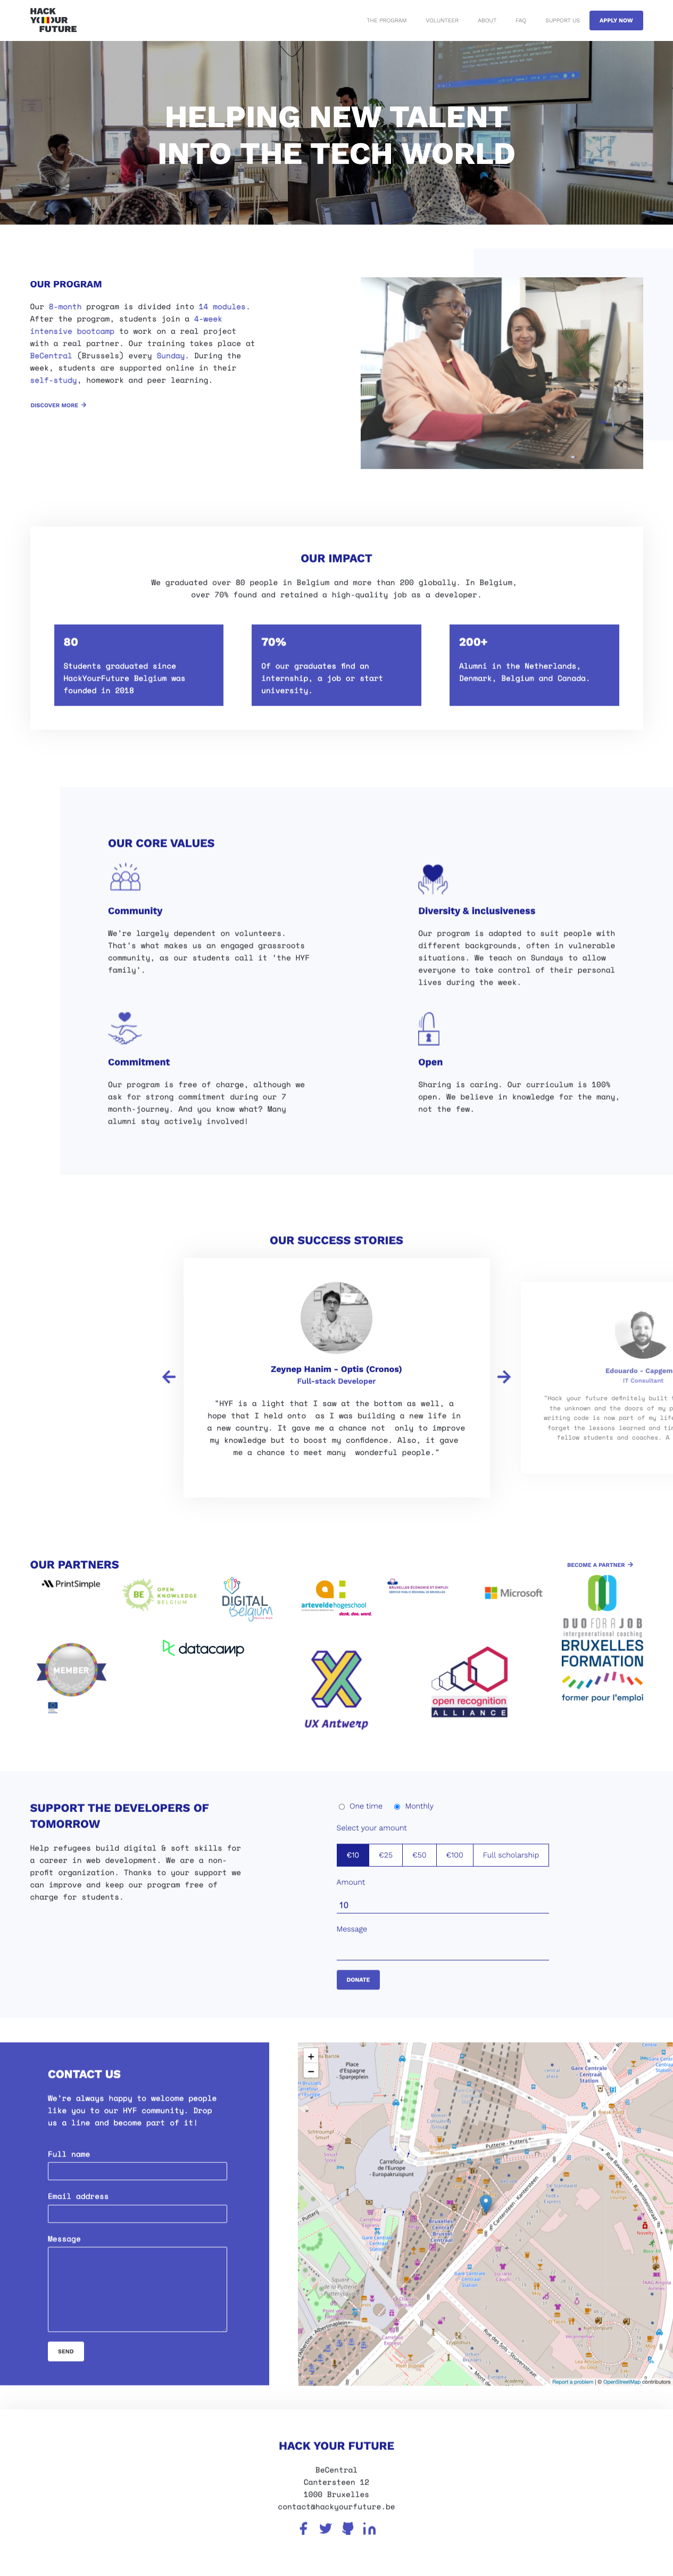 HACK
YOUR
FUTURE
THE PROGRAM
VOLUNTEER
ABOUT
FAQ
SUPPORT US
APPLY NOW
HELPING NEW TALENT
INTO THE TECH WORLD
OUR PROGRAM
Our 8-month program is divided into 14 modules.
After the program, students join a 4-week
intensive bootcamp to work on a real project
with a real partner. Our training takes place at
BeCentral (Brussels) every Sunday. During the
week, students are supported online in their
self-study, homework and peer learning.
DISCOVER MORE →
OUR IMPACT
We graduated over 80 people in Belgium and more than 200 globally. In Belgium,
over 70% found and retained a high-quality job as a developer.
80
Students graduated since
HackYourFuture Belgium was
founded in 2018
70%
Of our graduates find an
internship, a job or start
university.
200+
Alumni in the Netherlands,
Denmark, Belgium and Canada.
OUR CORE VALUES
Community
We're largely dependent on volunteers.
That's what makes us an engaged grassroots
community, as our students call it 'the HYF
family'.
Diversity & inclusiveness
Our program is adapted to suit people with
different backgrounds, often in vulnerable
situations. We teach on Sundays to allow
everyone to take control of their personal
lives during the week.
Commitment
Our program is free of charge, although we
ask for strong commitment during our 7
month-journey. And you know what? Many
alumni stay actively involved!
Open
Sharing is caring. Our curriculum is 100%
open. We believe in knowledge for the many,
not the few.
OUR SUCCESS STORIES
Zeynep Hanim - Optis (Cronos)
Full-stack Developer
"HYF is a light that I saw at the bottom as well, a
hope that I held onto as I was building a new life in
a new country. It gave me a chance not only to improve
my knowledge but to boost my confidence. Also, it gave
me a chance to meet many wonderful people."
Edouardo - Capgem
IT Consultant
"Hack your future definitely built
the unknown and the doors of my p
writing code is now part of my life
forget the lessons learned and
fellow students and coaches. A
OUR PARTNERS
BECOME A PARTNER →
PrintSimple
BE OPEN
KNOWLEDGE
BELGIUM
DIGITAL
Belgium
arteveldehogeschool
denk. doe. word.
BRUXELLES ÉCONOMIE ET EMPLOI
SERVICE PUBLIC RÉGIONAL DE BRUXELLES
Microsoft
DUO FOR A JOB
intergenerational coaching
BRUXELLES
FORMATION
former pour l'emploi
MEMBER
datacamp
UX Antwerp
open recognition
ALLIANCE
SUPPORT THE DEVELOPERS OF
TOMORROW
Help refugees build digital & soft skills for
a career in web development. We are a non-
profit organization. Thanks to your support we
can improve and keep our program free of
charge for students.
One time
Monthly
Select your amount
€10
€25
€50
€100
Full scholarship
Amount
10
Message
DONATE
CONTACT US
We're always happy to welcome people
like you to our HYF community. Drop
us a line and become part of it!
Full name
Email address
Message
SEND
+
−
Place
d'Espagne
- Spanjeplein
Gare Centrale
Centraal
Station
Putterie - Putterij
Carrefour
de l'Europe
- Europakruispunt
Cantersteen - Kantersteen
Bruxelles
Central
Brussel
Centraal
Square
de la Putterie
Report a problem | © OpenStreetMap contributors
HACK YOUR FUTURE
BeCentral
Cantersteen 12
1000 Bruxelles
contact@hackyourfuture.be